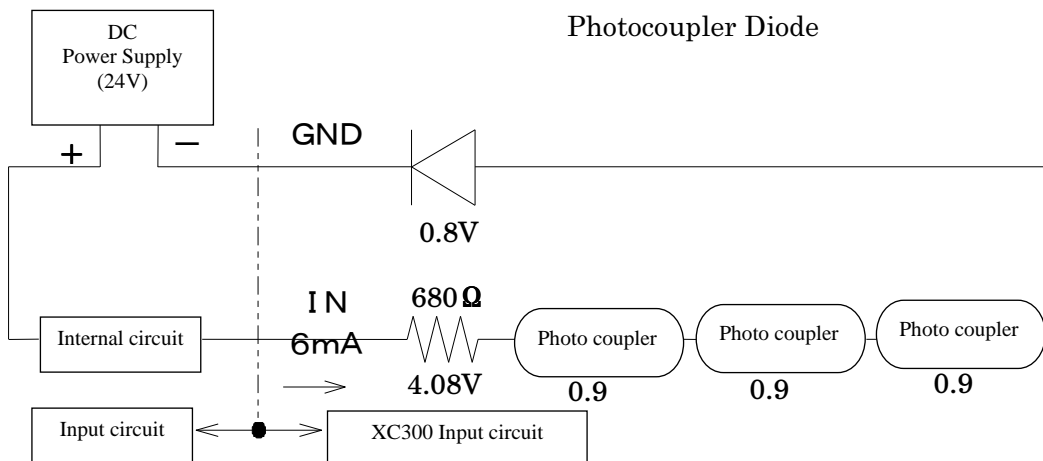 DC
Power Supply
(24V)
Photocoupler Diode
+
−
GND
0.8V
IN
6mA
680Ω
4.08V
Internal circuit
Photo coupler
Photo coupler
Photo coupler
0.9
0.9
0.9
Input circuit
XC300 Input circuit